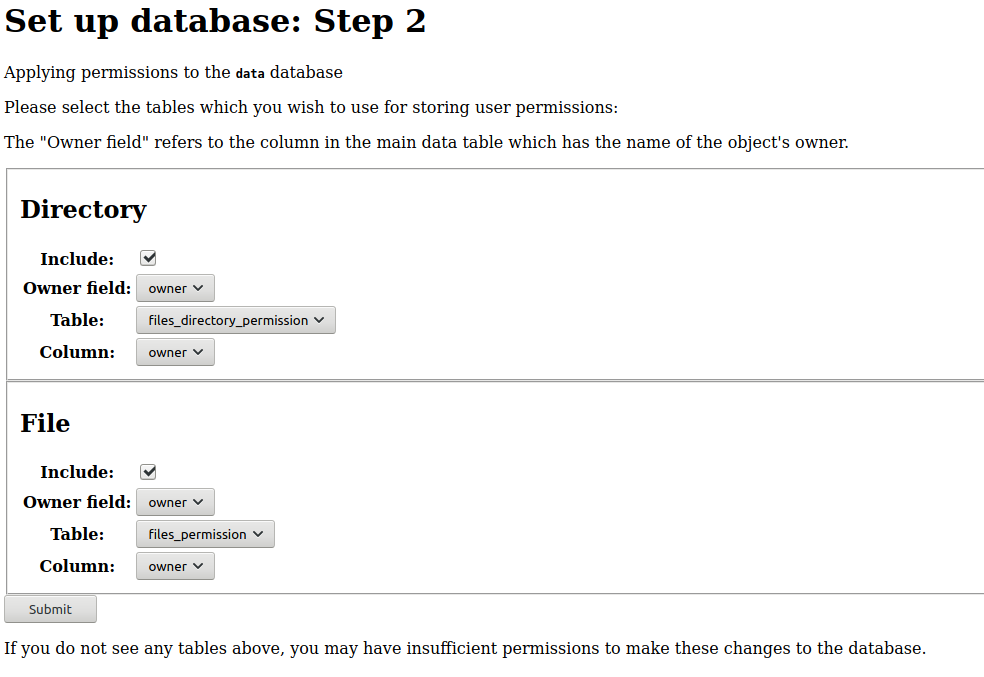 Set up database: Step 2
Applying permissions to the data database
Please select the tables which you wish to use for storing user permissions:
The "Owner field" refers to the column in the main data table which has the name of the object's owner.
Directory
Include:
Owner field: owner
Table: files_directory_permission
Column: owner
File
Include:
Owner field: owner
Table: files_permission
Column: owner
Submit
If you do not see any tables above, you may have insufficient permissions to make these changes to the database.